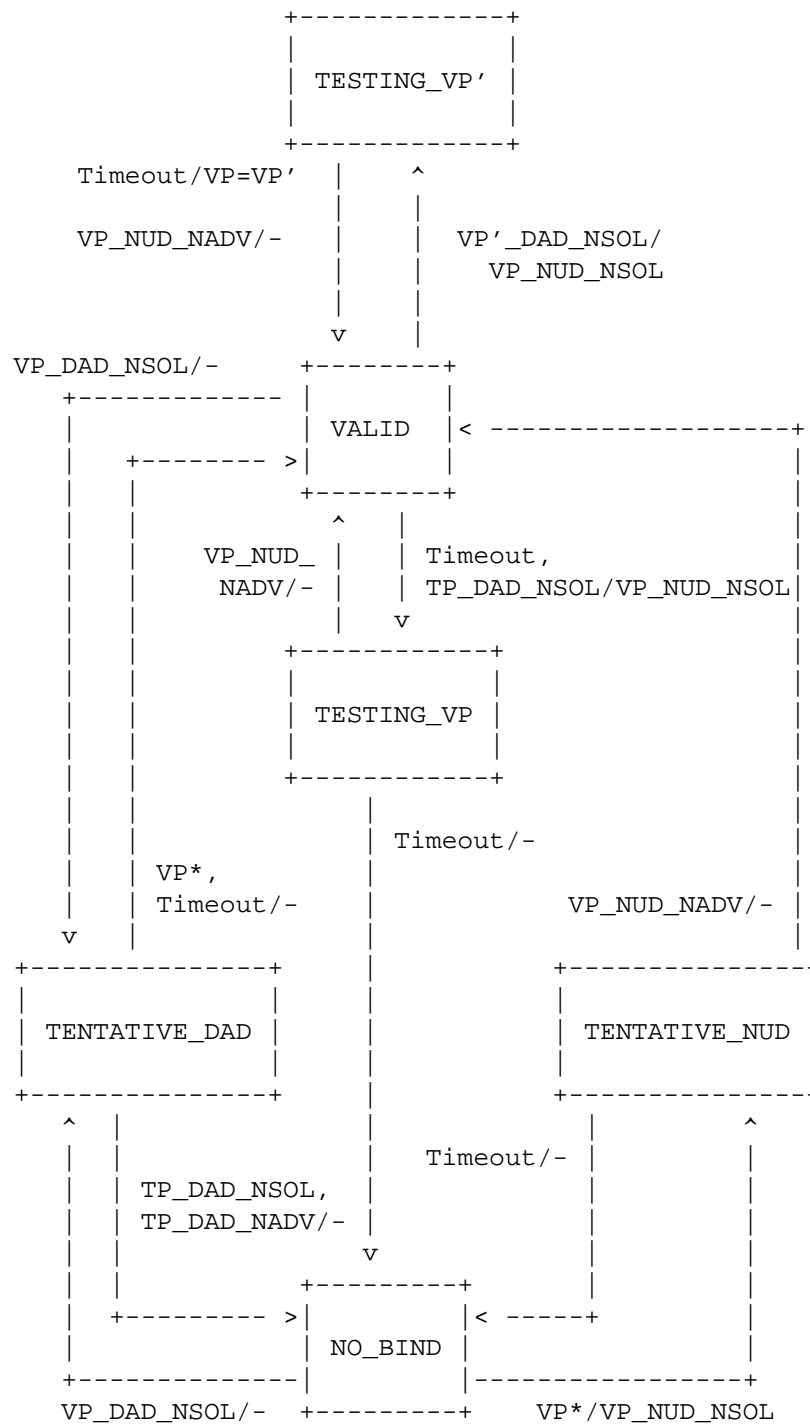 TESTING_VP'
Timeout/VP=VP'
VP_NUD_NADV/-
VP'_DAD_NSOL/
VP_NUD_NSOL
VP_DAD_NSOL/-
VALID
VP_NUD_
NADV/-
Timeout,
TP_DAD_NSOL/VP_NUD_NSOL
TESTING_VP
Timeout/-
VP*,
Timeout/-
VP_NUD_NADV/-
TENTATIVE_DAD
TENTATIVE_NUD
Timeout/-
TP_DAD_NSOL,
TP_DAD_NADV/-
NO_BIND
VP_DAD_NSOL/-
VP*/VP_NUD_NSOL